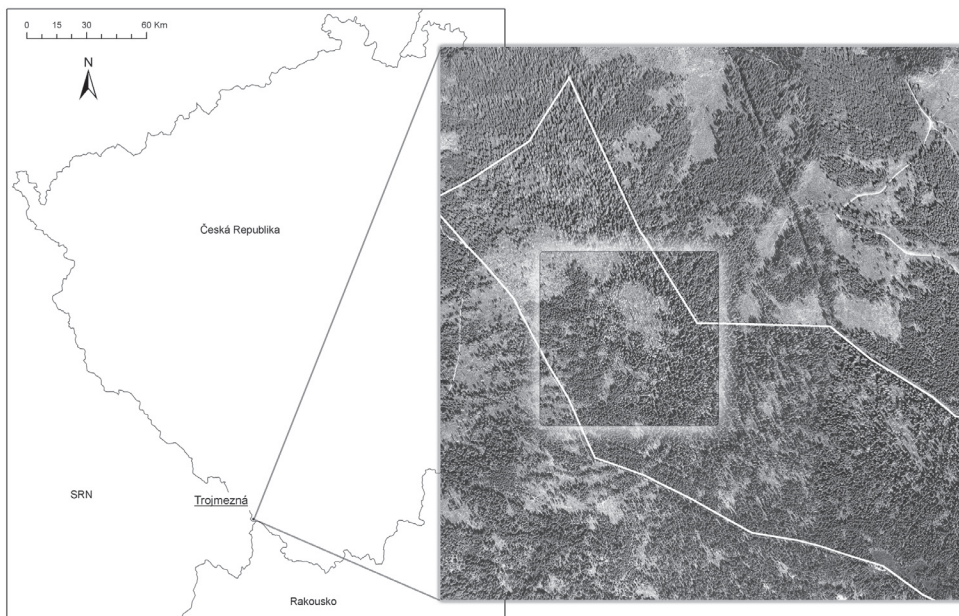 0 15 30 60 Km
N
Česká Republika
SRN
Trojmezná
Rakousko